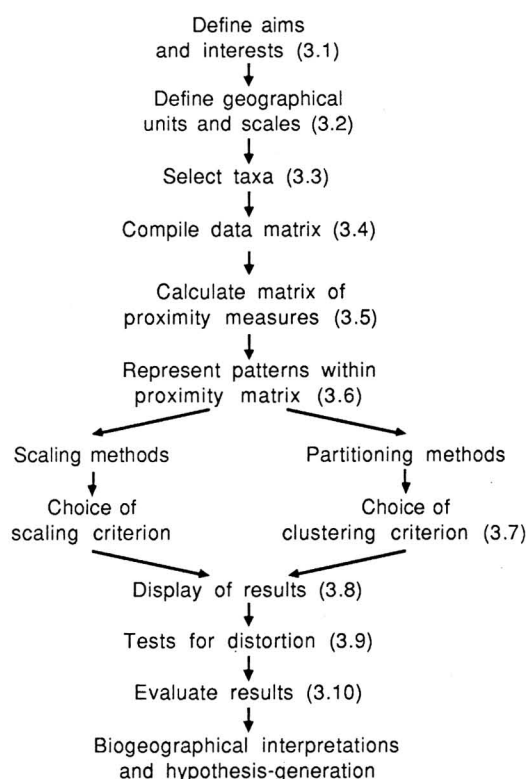 Define aims
and interests (3.1)
Define geographical
units and scales (3.2)
Select taxa (3.3)
Compile data matrix (3.4)
Calculate matrix of
proximity measures (3.5)
Represent patterns within
proximity matrix (3.6)
Scaling methods
Partitioning methods
Choice of
scaling criterion
Choice of
clustering criterion (3.7)
Display of results (3.8)
Tests for distortion (3.9)
Evaluate results (3.10)
Biogeographical interpretations
and hypothesis-generation